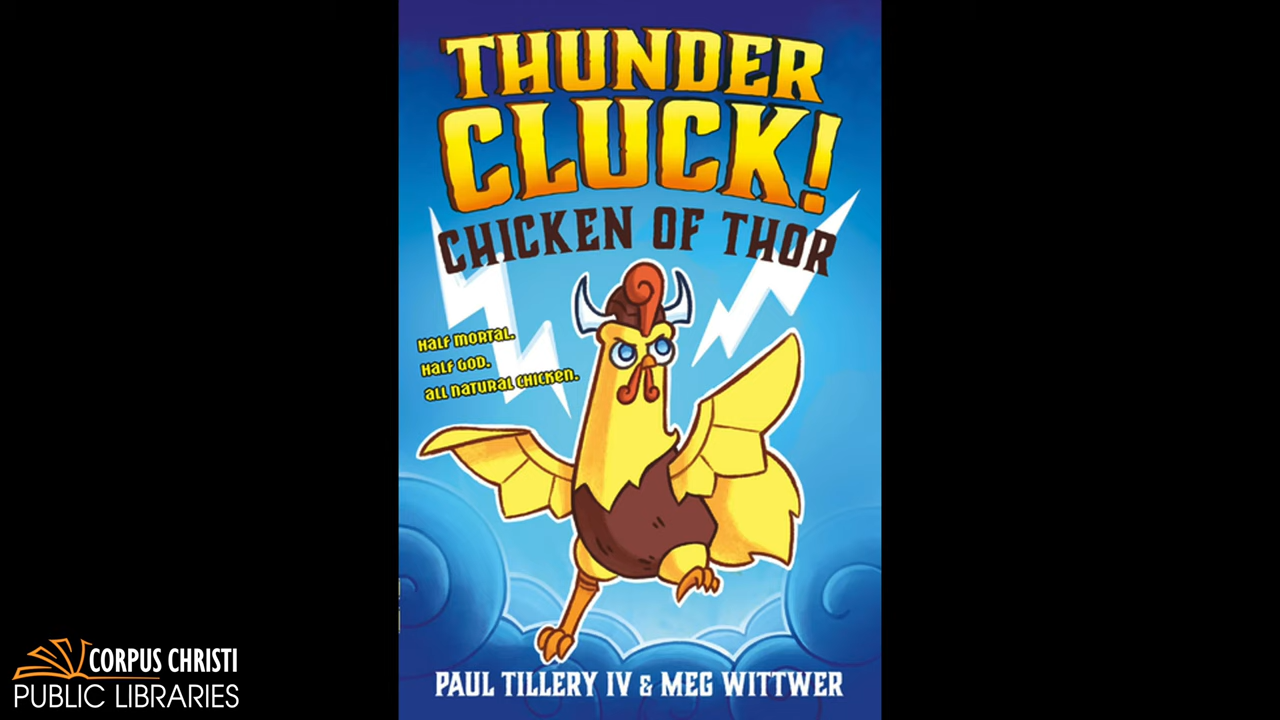 THUNDER
CLUCK!
CHICKEN OF THOR
HALF MORTAL.
HALF GOD.
ALL NATURAL CHICKEN.
PAUL TILLERY IV & MEG WITTWER
CORPUS CHRISTI
PUBLIC LIBRARIES